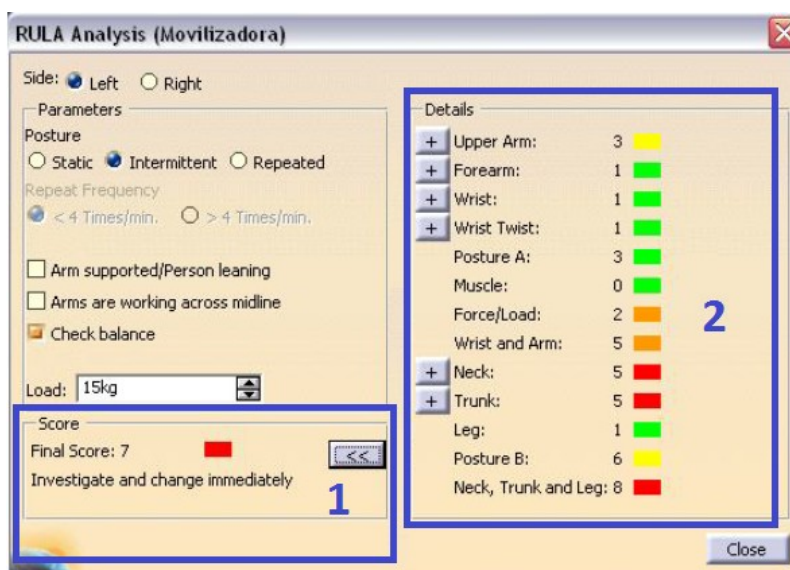 RULA Analysis (Movilizadora)
Side: Left Right
Parameters
Posture
Static Intermittent Repeated
Repeat Frequency
< 4 Times/min. > 4 Times/min.
Arm supported/Person leaning
Arms are working across midline
Check balance
Load: 15kg
Score
Final Score: 7
<<
Investigate and change immediately
1
Details
+ Upper Arm: 3
+ Forearm: 1
+ Wrist: 1
+ Wrist Twist: 1
Posture A: 3
Muscle: 0
Force/Load: 2
Wrist and Arm: 5
+ Neck: 5
+ Trunk: 5
Leg: 1
Posture B: 6
Neck, Trunk and Leg: 8
2
Close